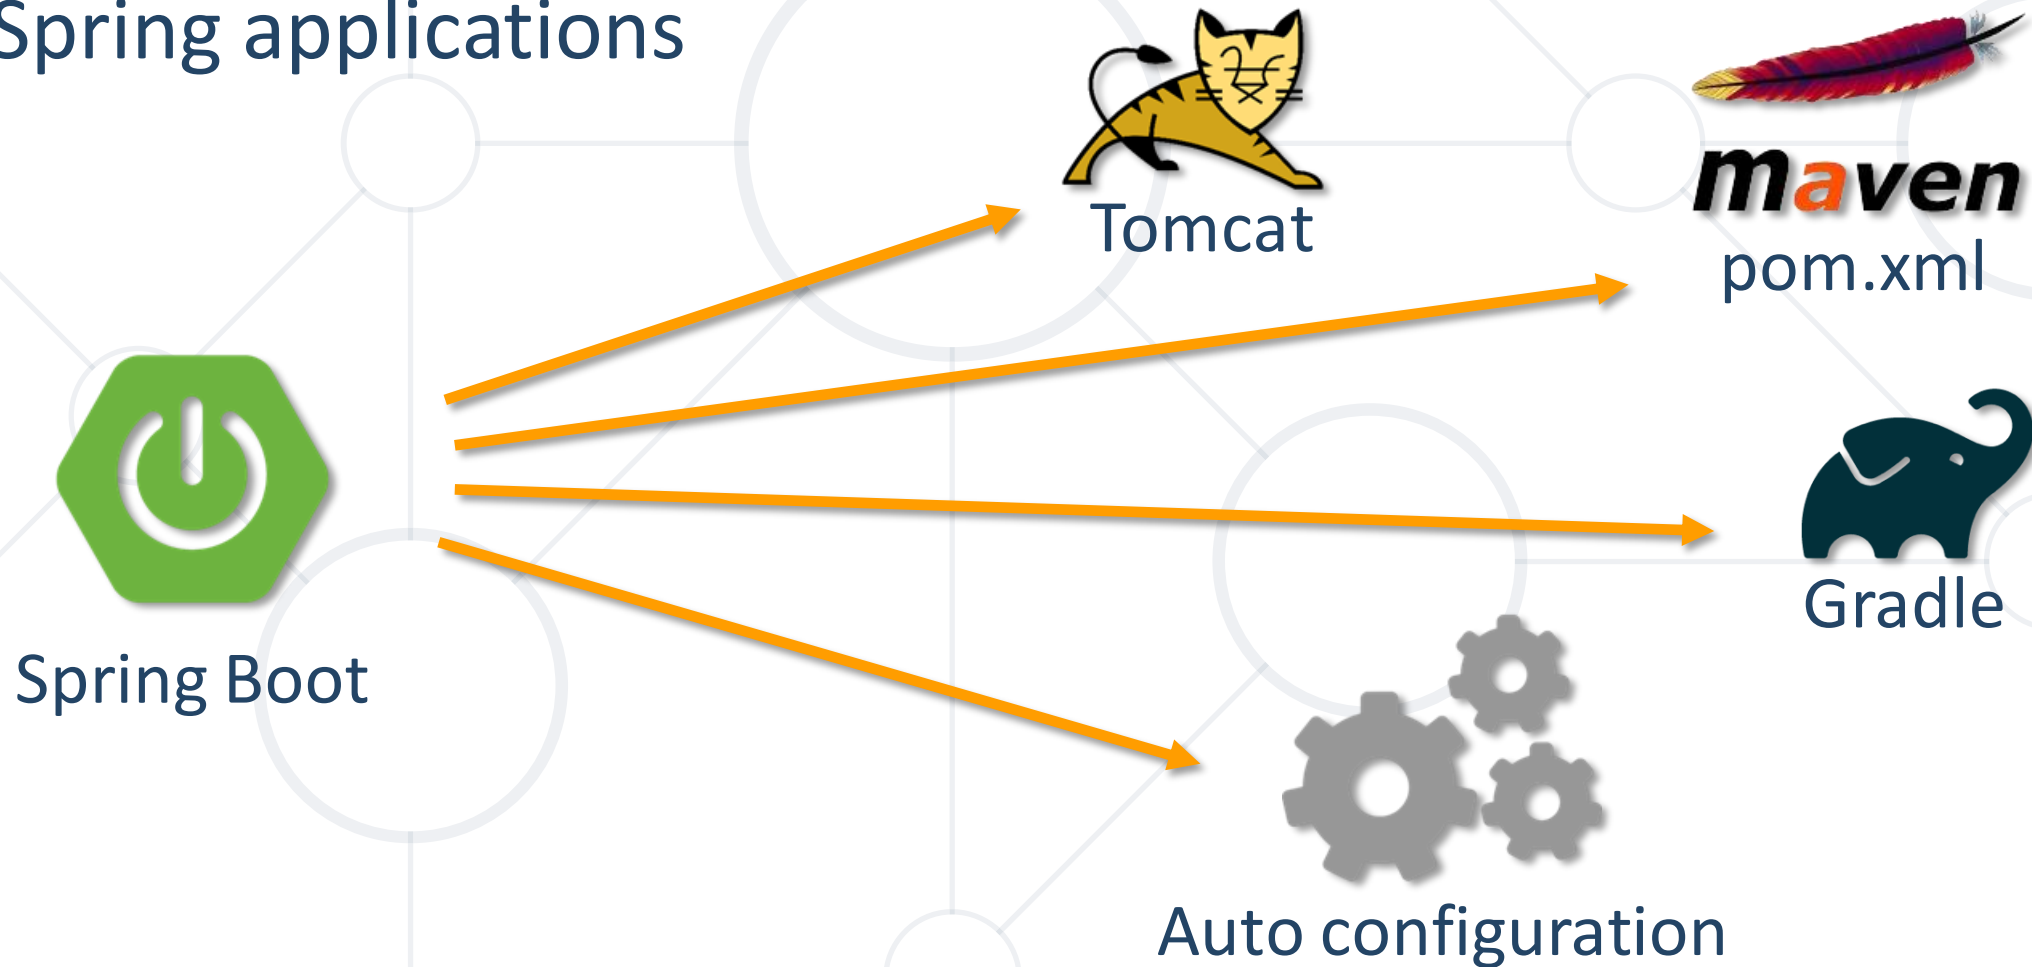 Spring applications
Tomcat
maven
pom.xml
Gradle
Spring Boot
Auto configuration